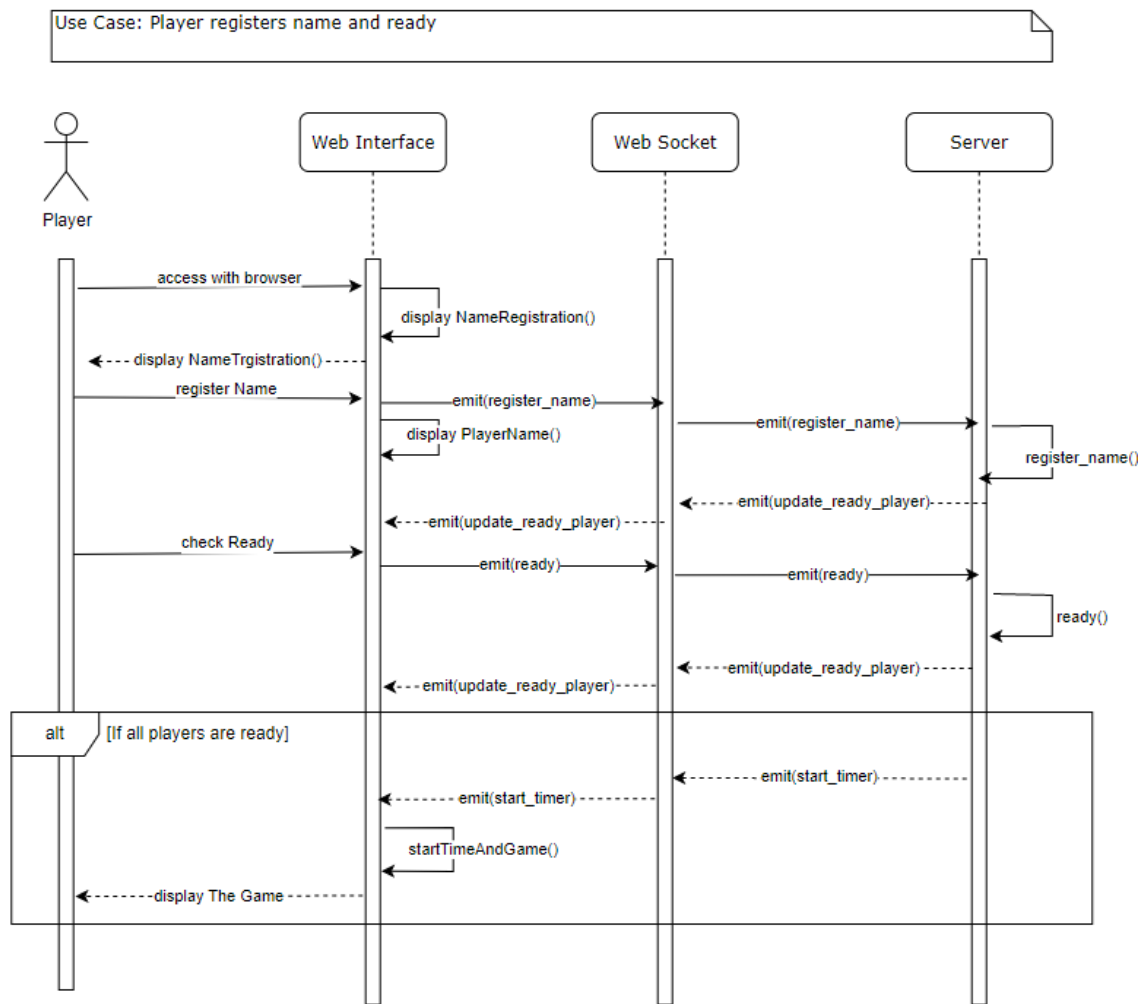 Use Case: Player registers name and ready
Web Interface
Web Socket
Server
Player
access with browser
display NameRegistration()
display NameTrgistration()
register Name
emit(register_name)
emit(register_name)
display PlayerName()
register_name()
emit(update_ready_player)
emit(update_ready_player)
check Ready
emit(ready)
emit(ready)
ready()
emit(update_ready_player)
emit(update_ready_player)
alt
[If all players are ready]
emit(start_timer)
emit(start_timer)
startTimeAndGame()
display The Game